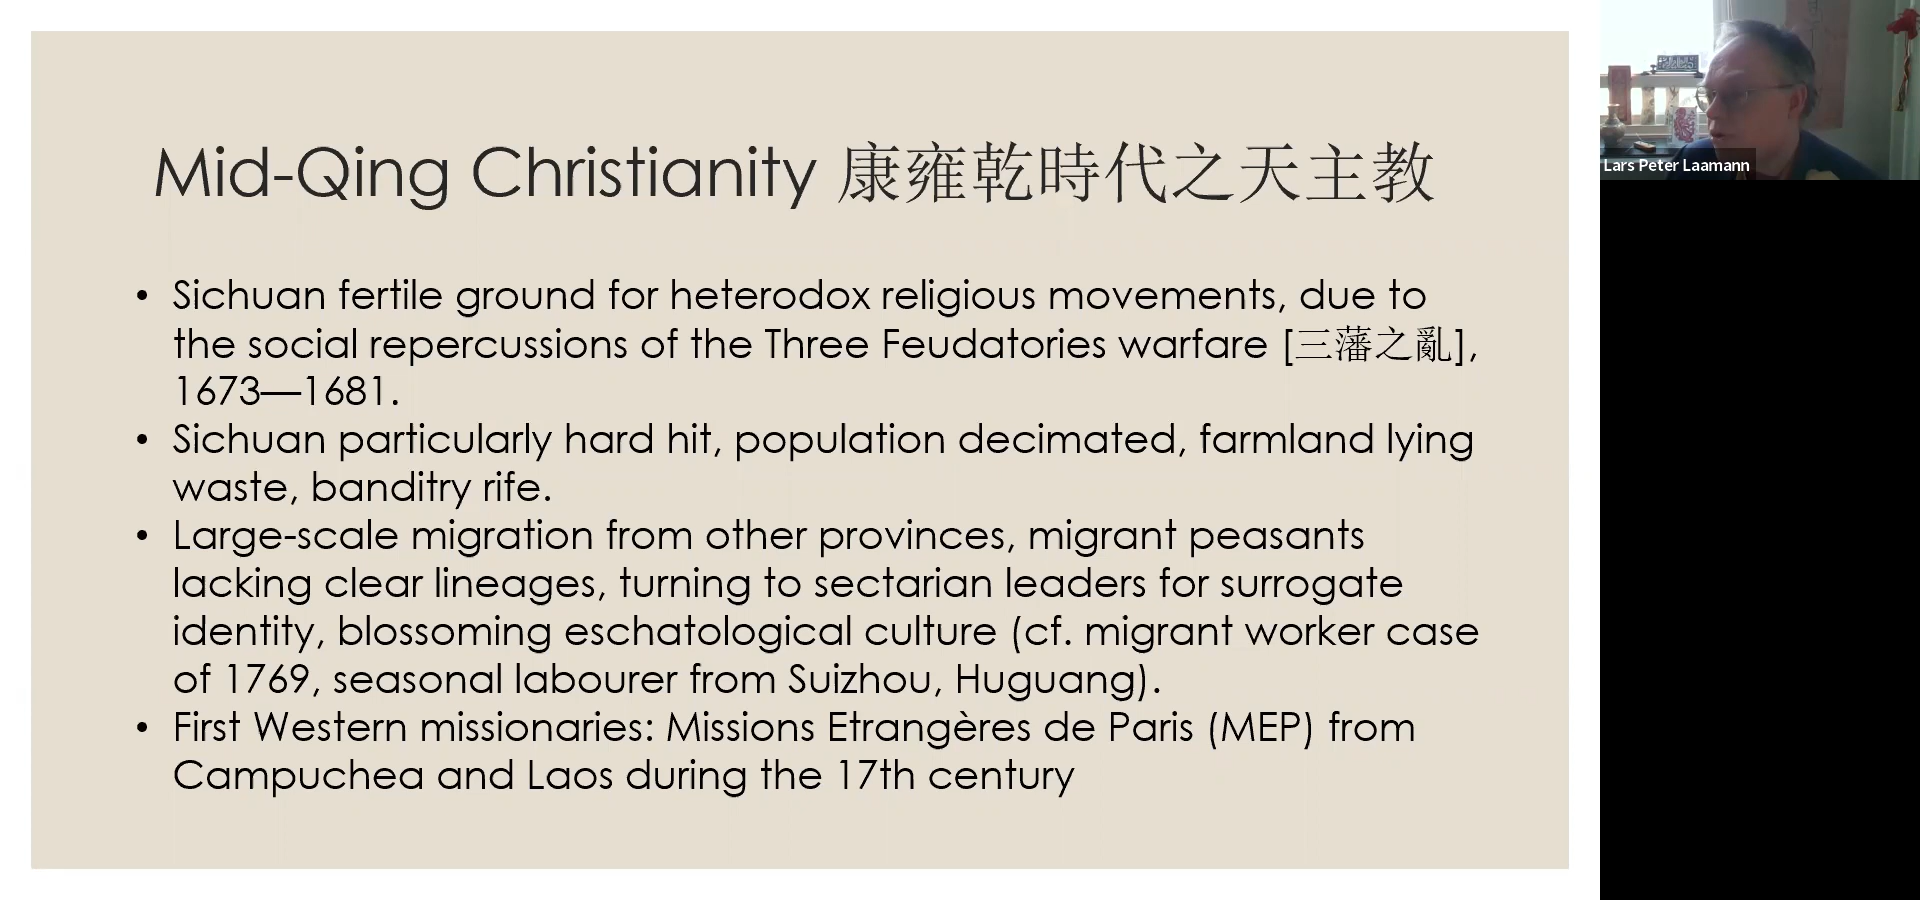 Mid-Qing Christianity 康雍乾時代之天主教
• Sichuan fertile ground for heterodox religious movements, due to
the social repercussions of the Three Feudatories warfare [三藩之亂],
1673—1681.
• Sichuan particularly hard hit, population decimated, farmland lying
waste, banditry rife.
• Large-scale migration from other provinces, migrant peasants
lacking clear lineages, turning to sectarian leaders for surrogate
identity, blossoming eschatological culture (cf. migrant worker case
of 1769, seasonal labourer from Suizhou, Huguang).
• First Western missionaries: Missions Etrangères de Paris (MEP) from
Campuchea and Laos during the 17th century
Lars Peter Laamann